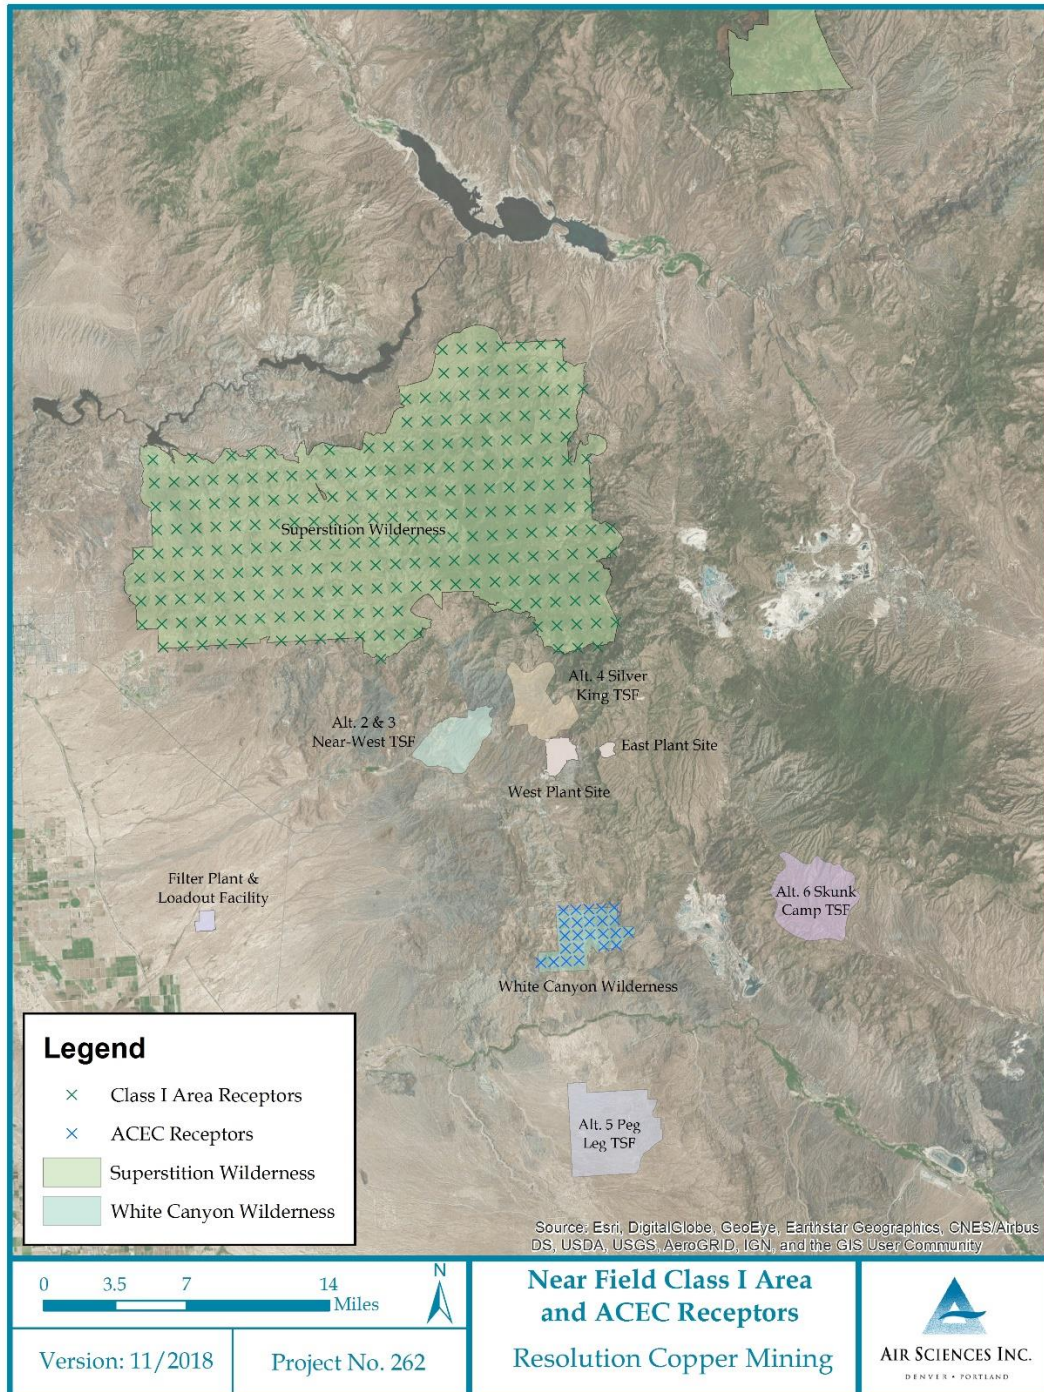 Superstition Wilderness
Alt. 4 Silver
King TSF
Alt. 2 & 3
Near-West TSF
East Plant Site
West Plant Site
Filter Plant &
Loadout Facility
Alt. 6 Skunk
Camp TSF
White Canyon Wilderness
Alt. 5 Peg
Leg TSF
Legend
Class I Area Receptors
ACEC Receptors
Superstition Wilderness
White Canyon Wilderness
Source: Esri, DigitalGlobe, GeoEye, Earthstar Geographics, CNES/Airbus
DS, USDA, USGS, AeroGRID, IGN, and the GIS User Community
0 3.5 7 14
Miles
N
Version: 11/2018
Project No. 262
Near Field Class I Area
and ACEC Receptors
Resolution Copper Mining
AIR SCIENCES INC.
DENVER • PORTLAND